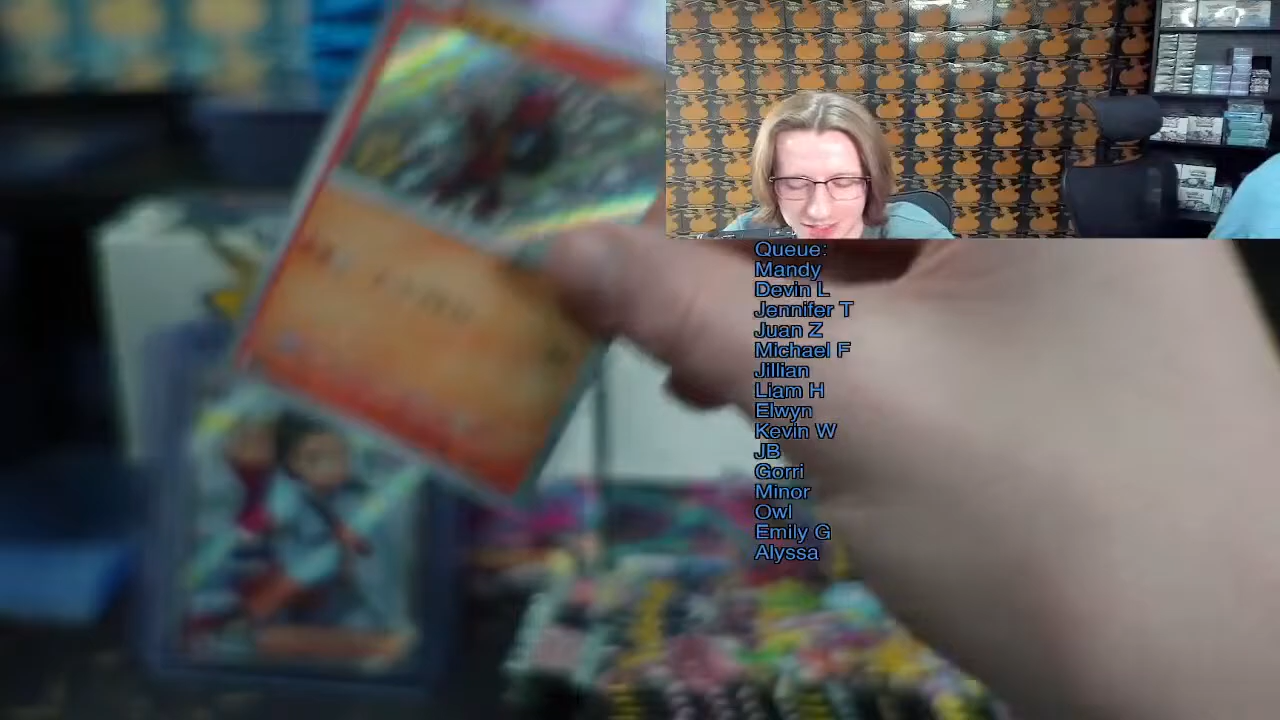 Queue:
Mandy
Devin L
Jennifer T
Juan Z
Michael F
Jillian
Liam H
Elwyn
Kevin W
JB
Gorri
Minor
Owl
Emily G
Alyssa